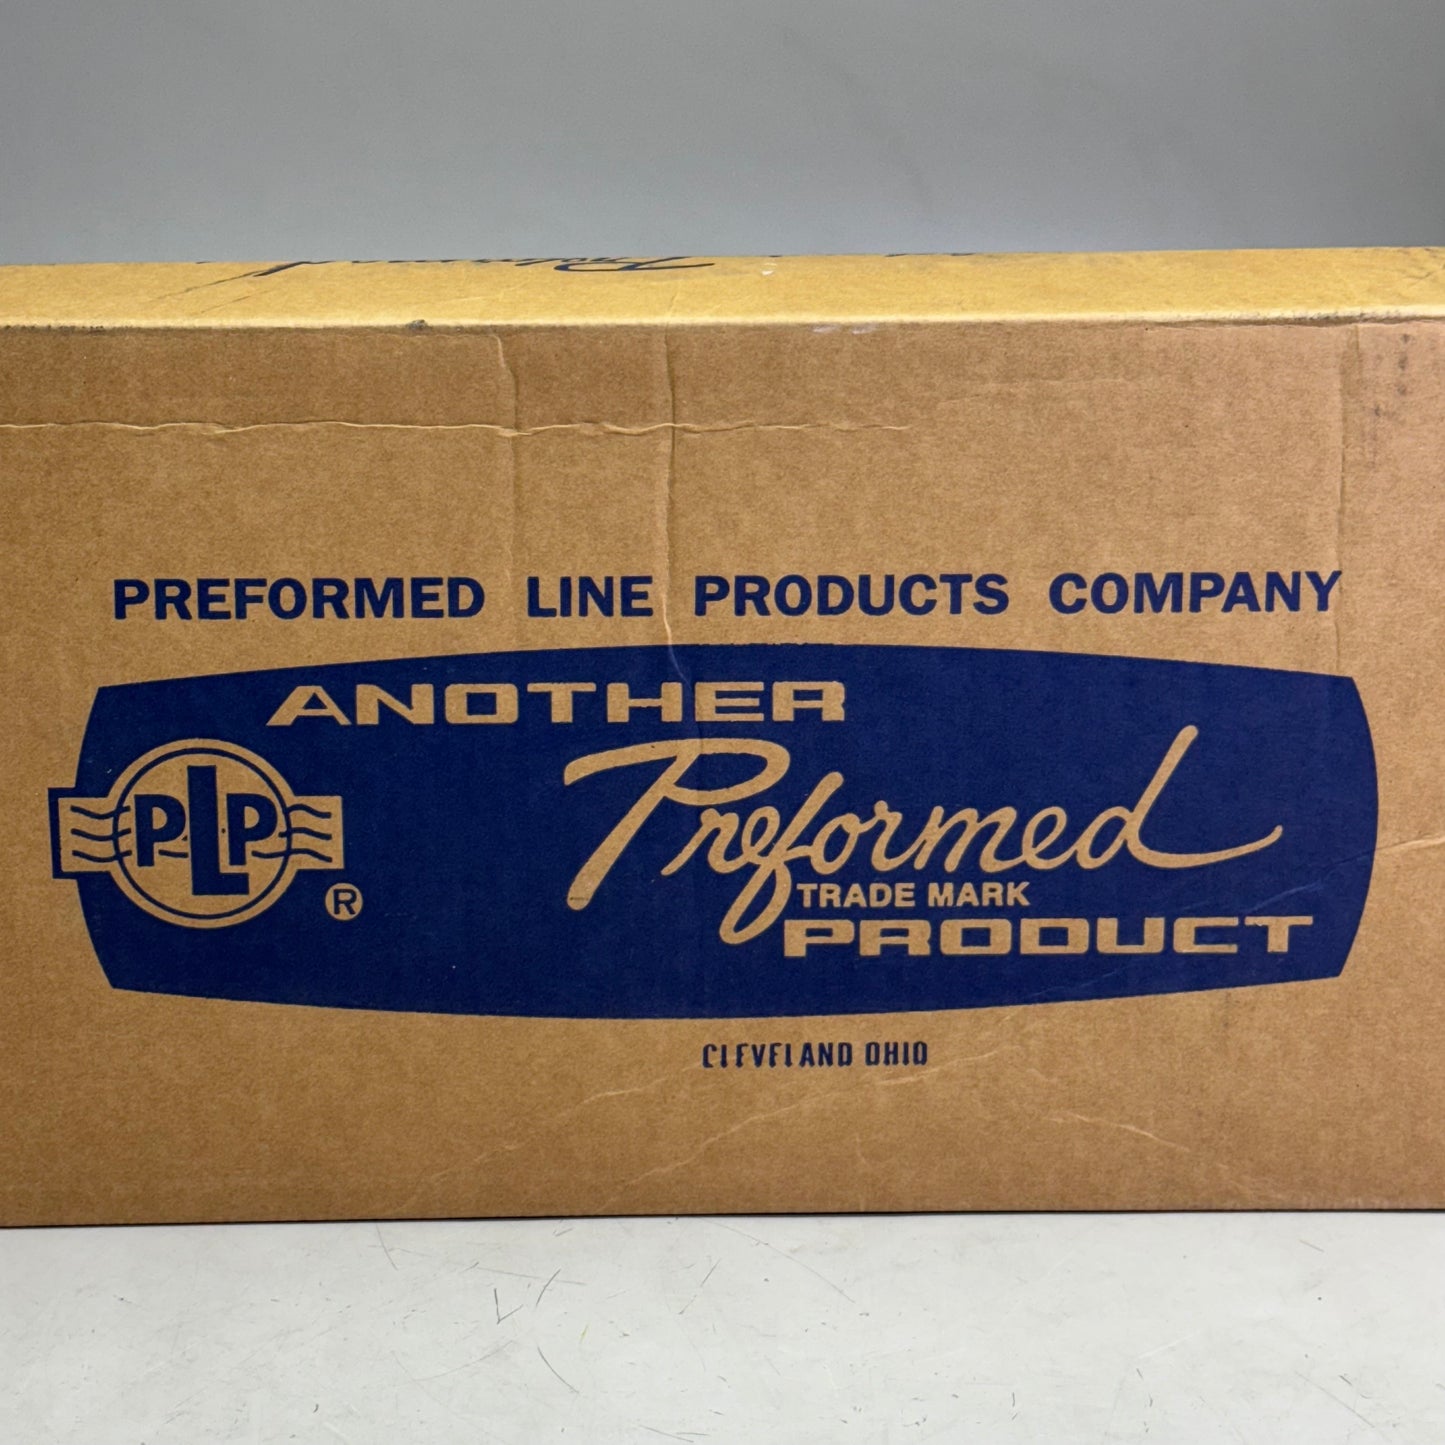 PREFORMED LINE PRODUCTS COMPANY
ANOTHER
Preformed
PLP
®
TRADE MARK
PRODUCT
CLEVELAND OHIO